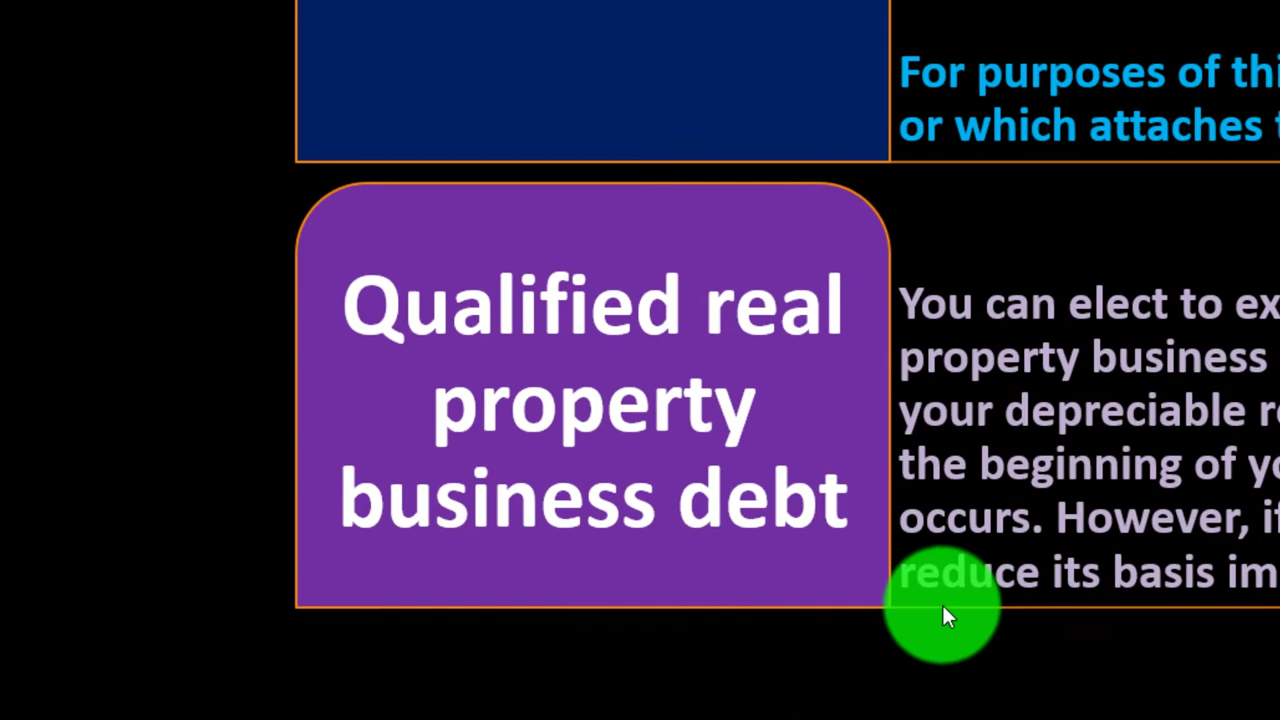 For purposes of thi
or which attaches
Qualified real
property
business debt
You can elect to ex
property business
your depreciable r
the beginning of yo
occurs. However, i
reduce its basis im